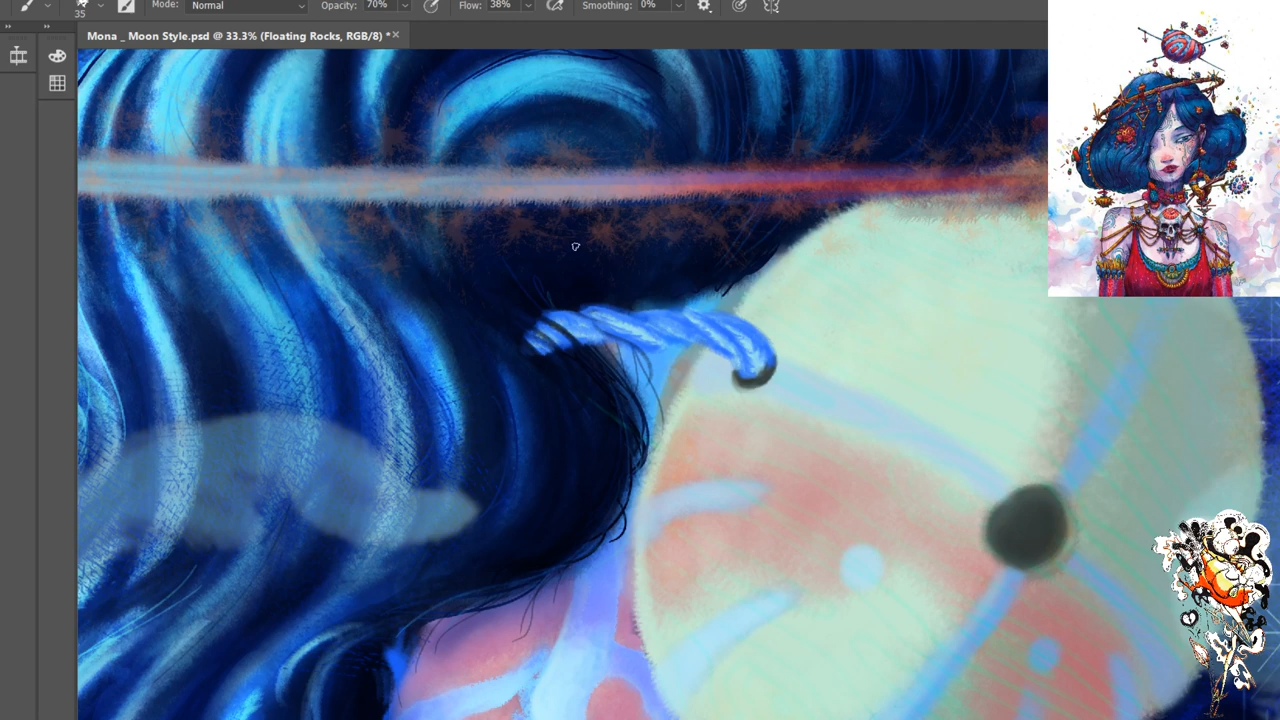 35 Mode: Normal Opacity: 70% Flow: 38% Smoothing: 0%
Mona _ Moon Style.psd @ 33.3% (Floating Rocks, RGB/8) *